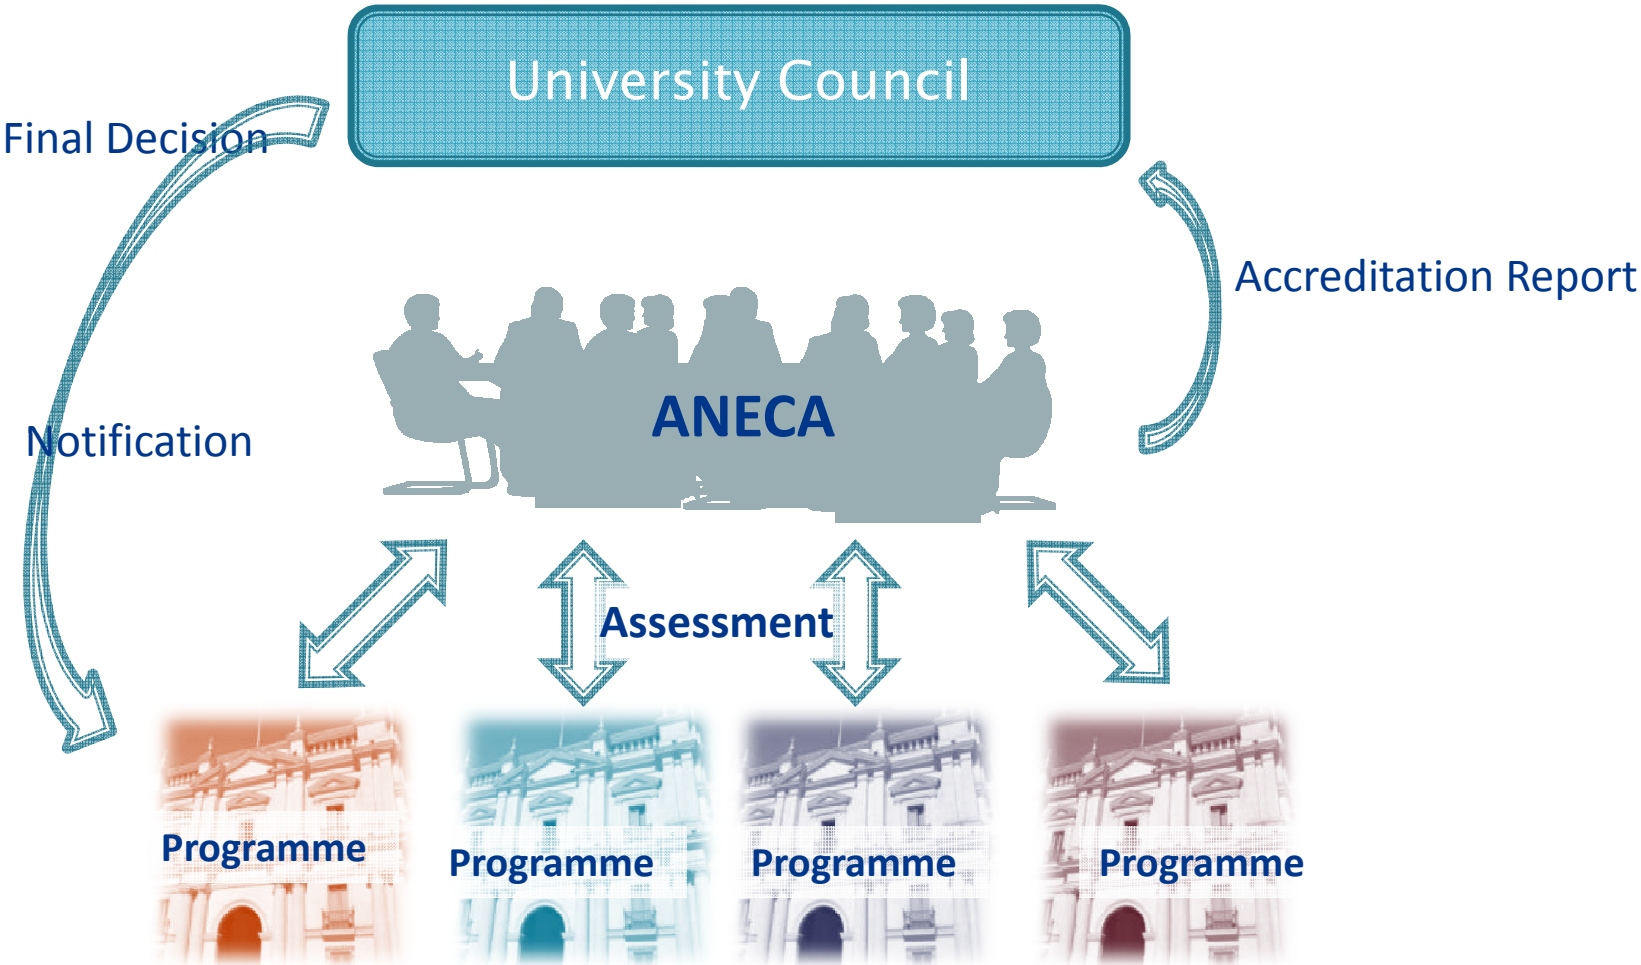 University Council
Final Decision
Accreditation Report
ANECA
Notification
Assessment
Programme
Programme
Programme
Programme